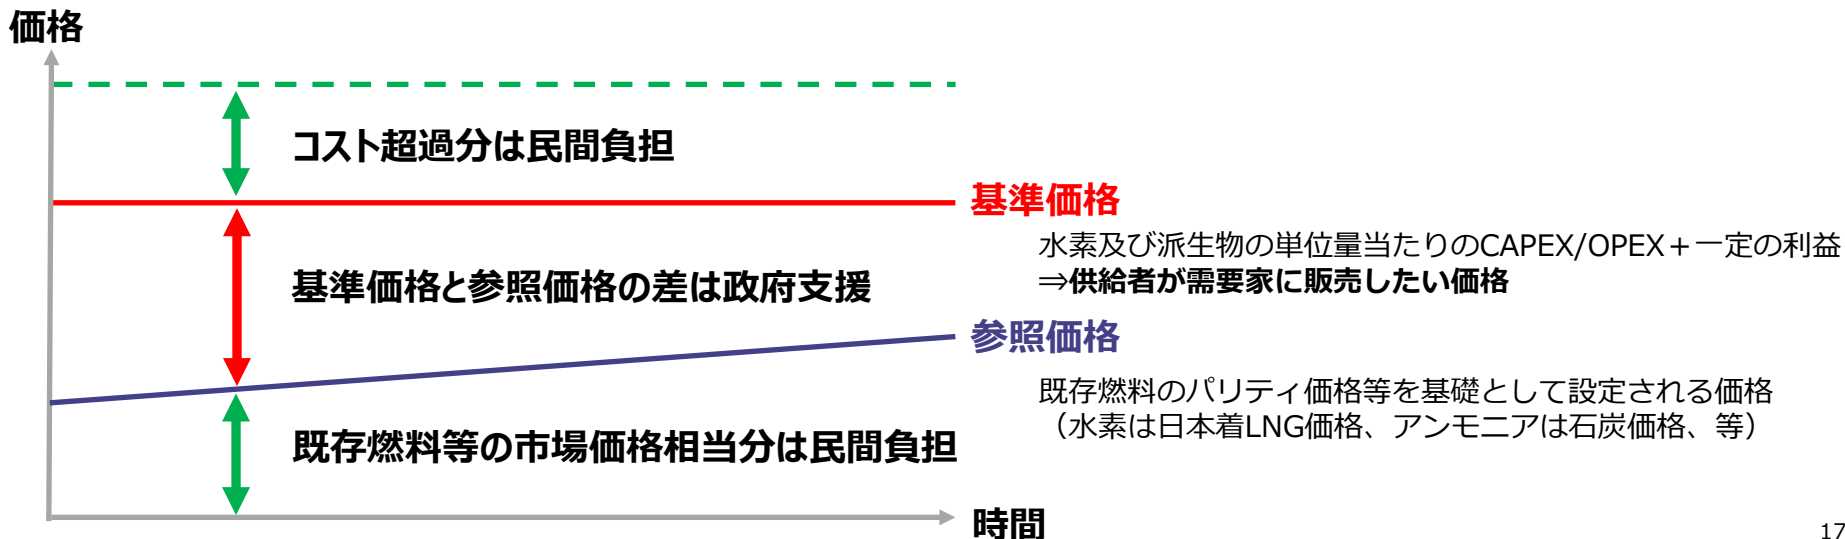 価格
コスト超過分は民間負担
基準価格
水素及び派生物の単位量当たりのCAPEX/OPEX+一定の利益
⇒供給者が需要家に販売したい価格
基準価格と参照価格の差は政府支援
参照価格
既存燃料のパリティ価格等を基礎として設定される価格
（水素は日本着LNG価格、アンモニアは石炭価格、等）
既存燃料等の市場価格相当分は民間負担
時間
17